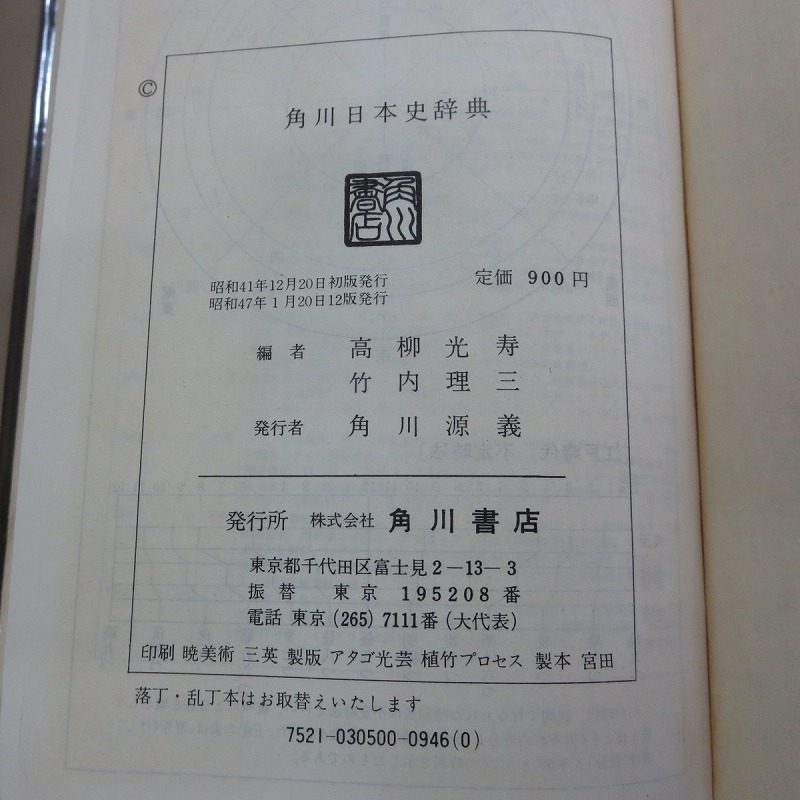 ©
角川日本史辞典
角川書店
昭和41年12月20日初版発行
昭和47年1月20日12版発行
定価 900円
編者 高柳光寿
竹内理三
発行者 角川源義
発行所 株式会社 角川書店
東京都千代田区富士見2－13－3
振替 東京 195208番
電話 東京(265)7111番(大代表)
印刷 暁美術 三英 製版 アタゴ光芸 植竹プロセス 製本 宮田
落丁・乱丁本はお取替えいたします
7521-030500-0946(0)